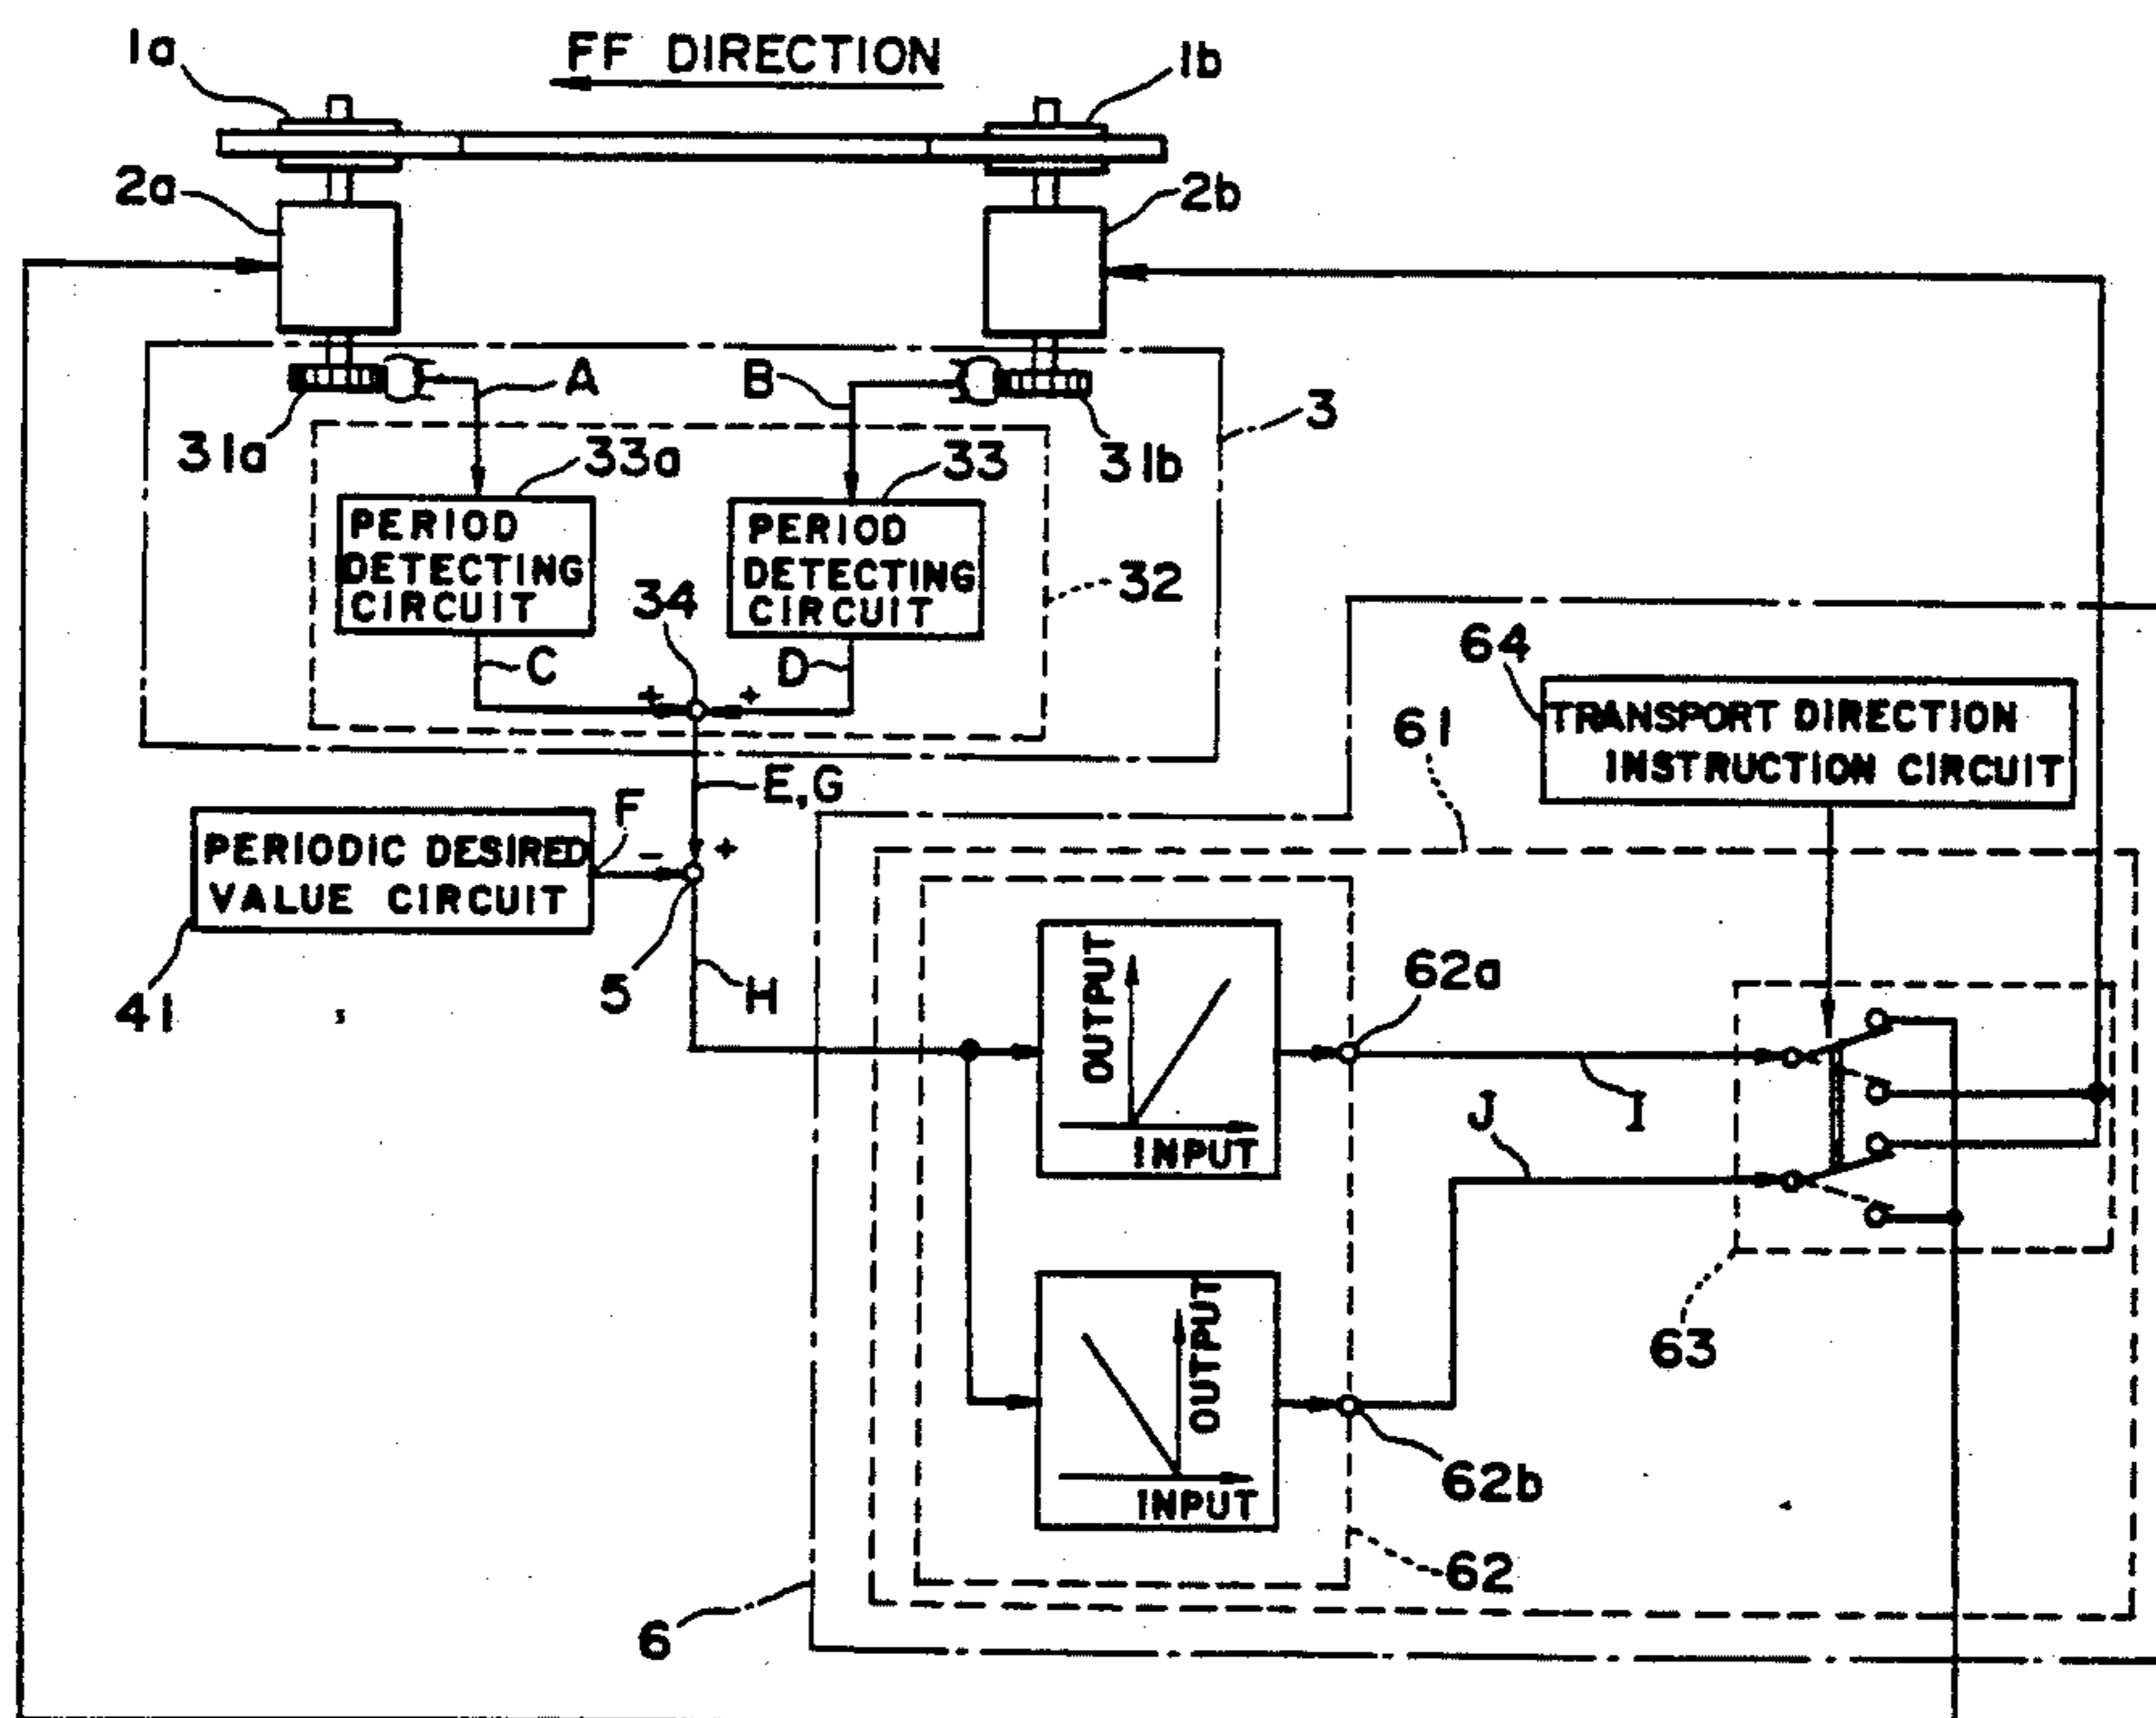 1a
FF DIRECTION
1b
2a
2b
A
B
3
31a
33a
33
31b
PERIOD
DETECTING
CIRCUIT
PERIOD
DETECTING
CIRCUIT
34
32
C
D
+
+
64
TRANSPORT DIRECTION
INSTRUCTION CIRCUIT
61
E,G
F
PERIODIC DESIRED
VALUE CIRCUIT
-
+
41
5
H
OUTPUT
INPUT
62a
I
J
OUTPUT
INPUT
62b
63
62
6